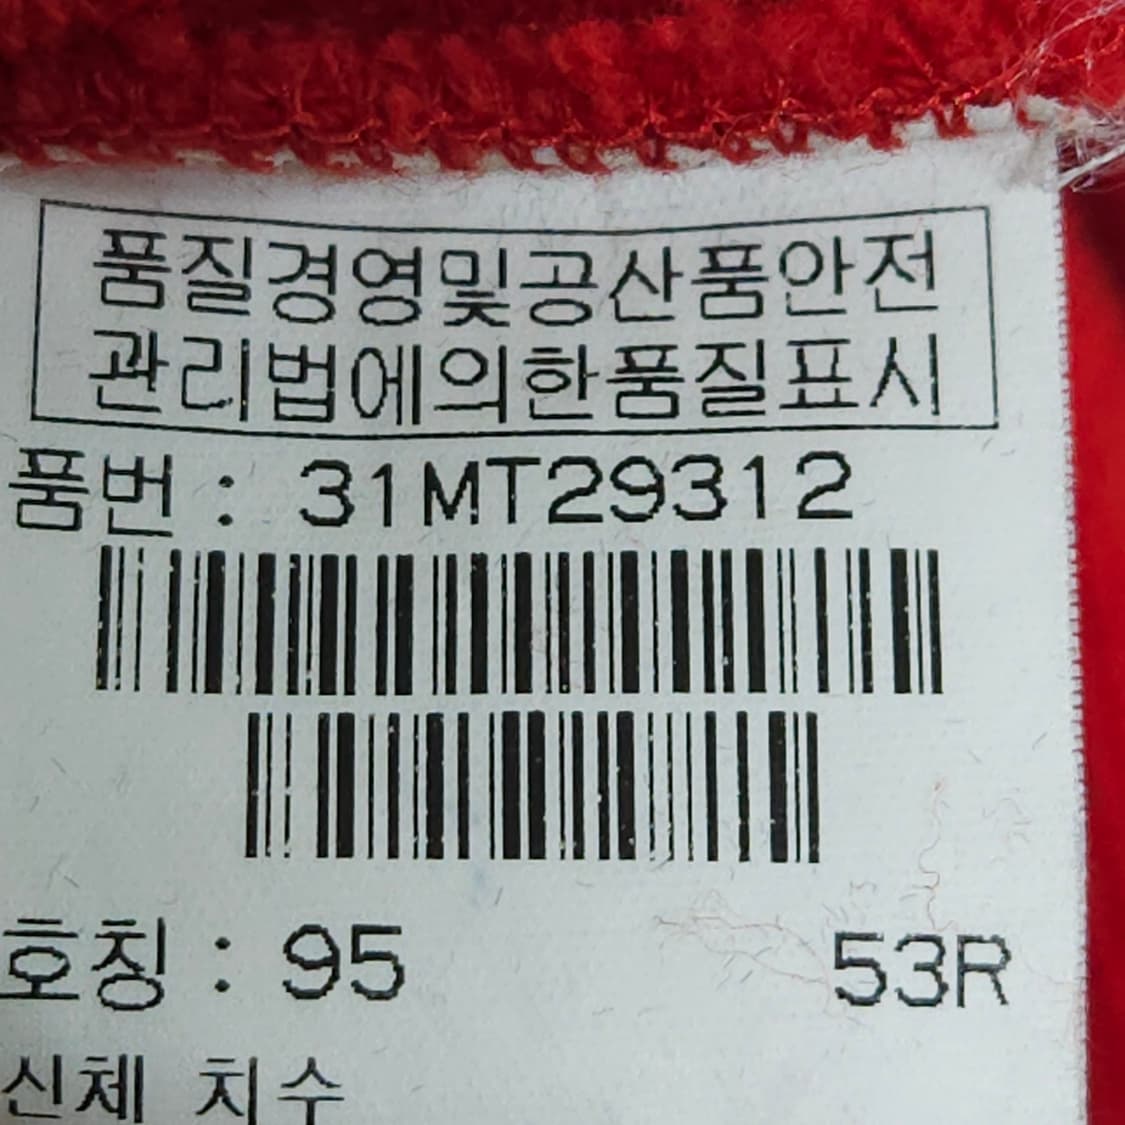 품질경영및공산품안전
관리법에의한품질표시
품번 : 31MT29312
호칭 : 95 53R
신체 치수